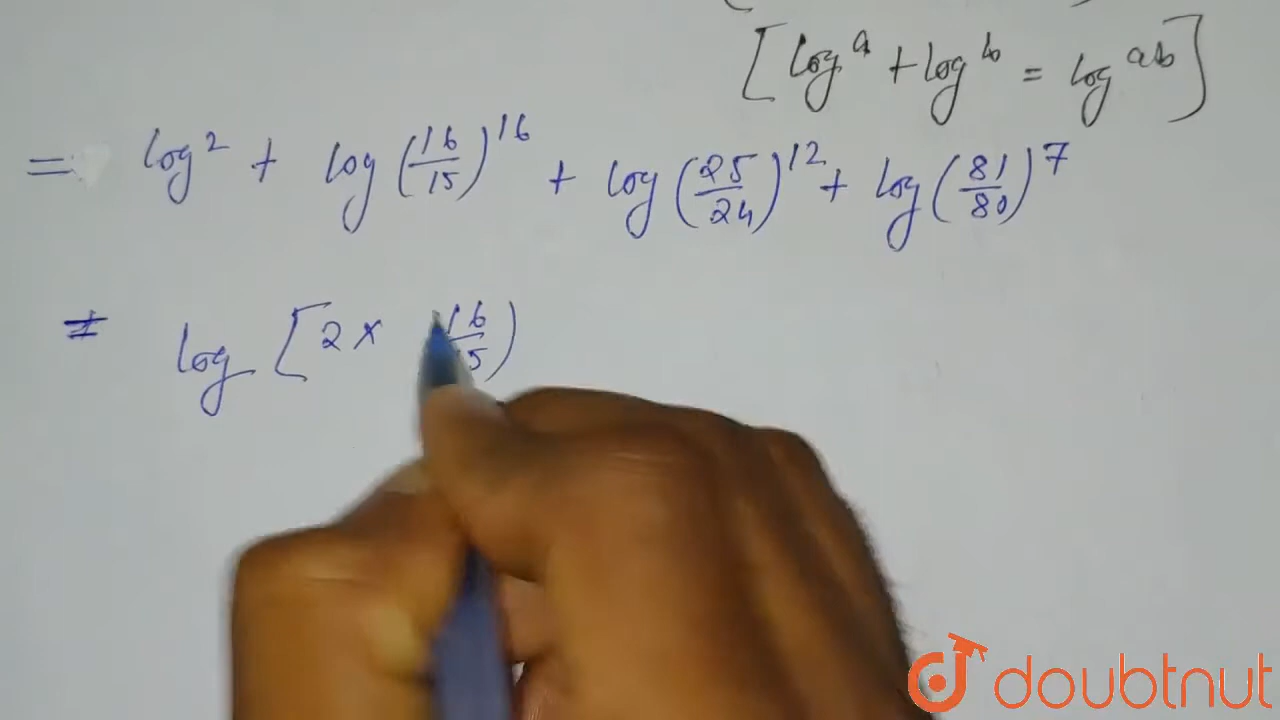 [log a + log b = log ab]
= log 2 + log (16/15)^16 + log (25/24)^12 + log (81/80)^7
= log [2 × 16/15)
doubtnut